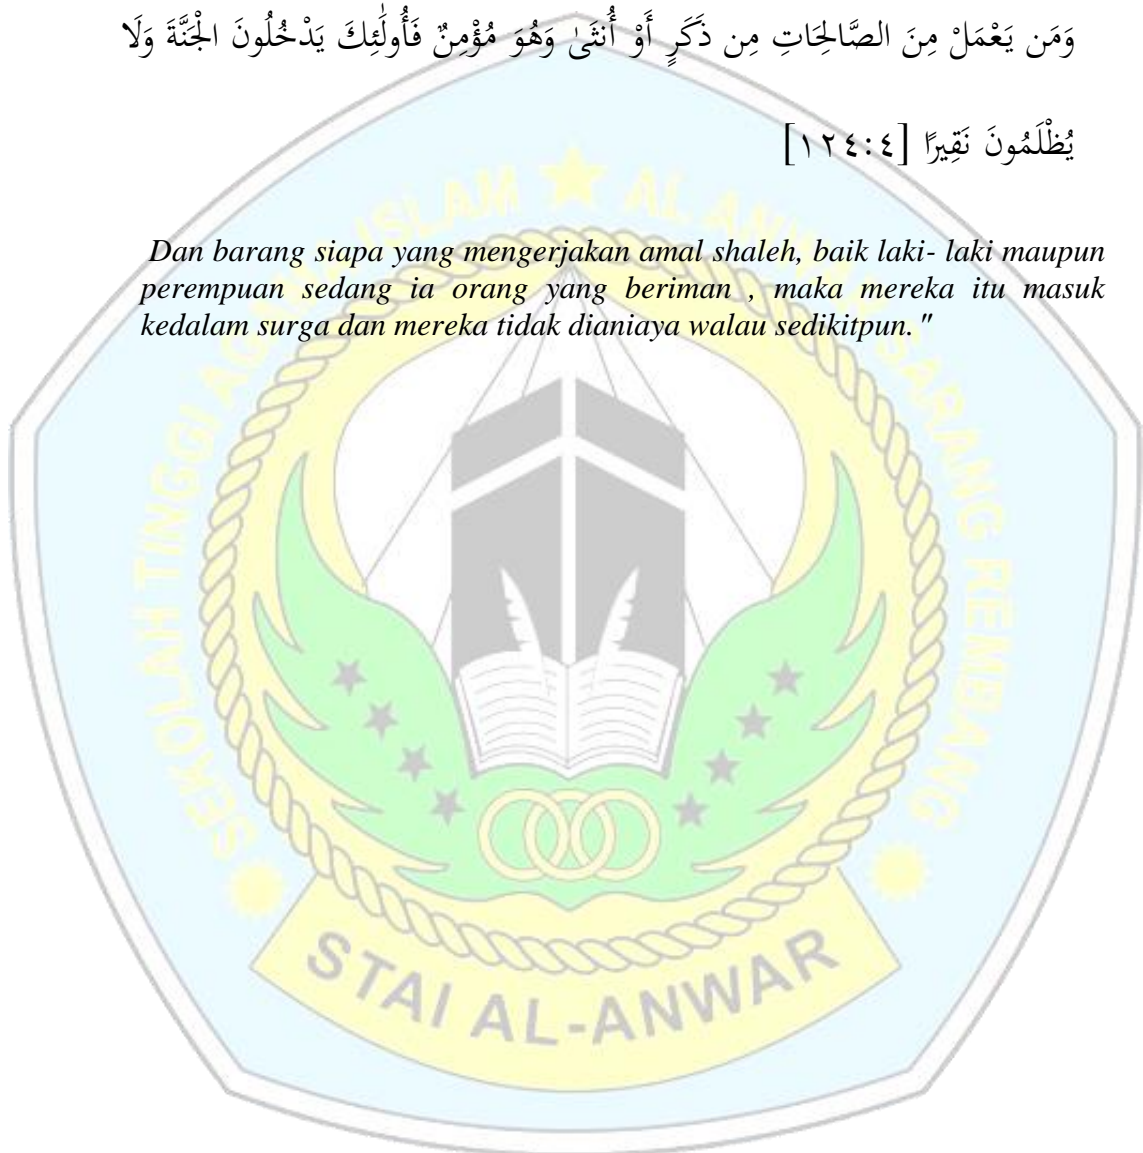 وَمَن يَعْمَلْ مِنَ الصَّالِحَاتِ مِن ذَكَرٍ أَوْ أُنثَىٰ وَهُوَ مُؤْمِنٌ فَأُولَٰئِكَ يَدْخُلُونَ الْجَنَّةَ وَلَا
يُظْلَمُونَ نَقِيرًا [٤:١٢٤]
Dan barang siapa yang mengerjakan amal shaleh, baik laki- laki maupun
perempuan sedang ia orang yang beriman , maka mereka itu masuk
kedalam surga dan mereka tidak dianiaya walau sedikitpun."
SEKOLAH TINGGI AGAMA ISLAM AL ANWAR SARANG REMBANG
STAI AL-ANWAR